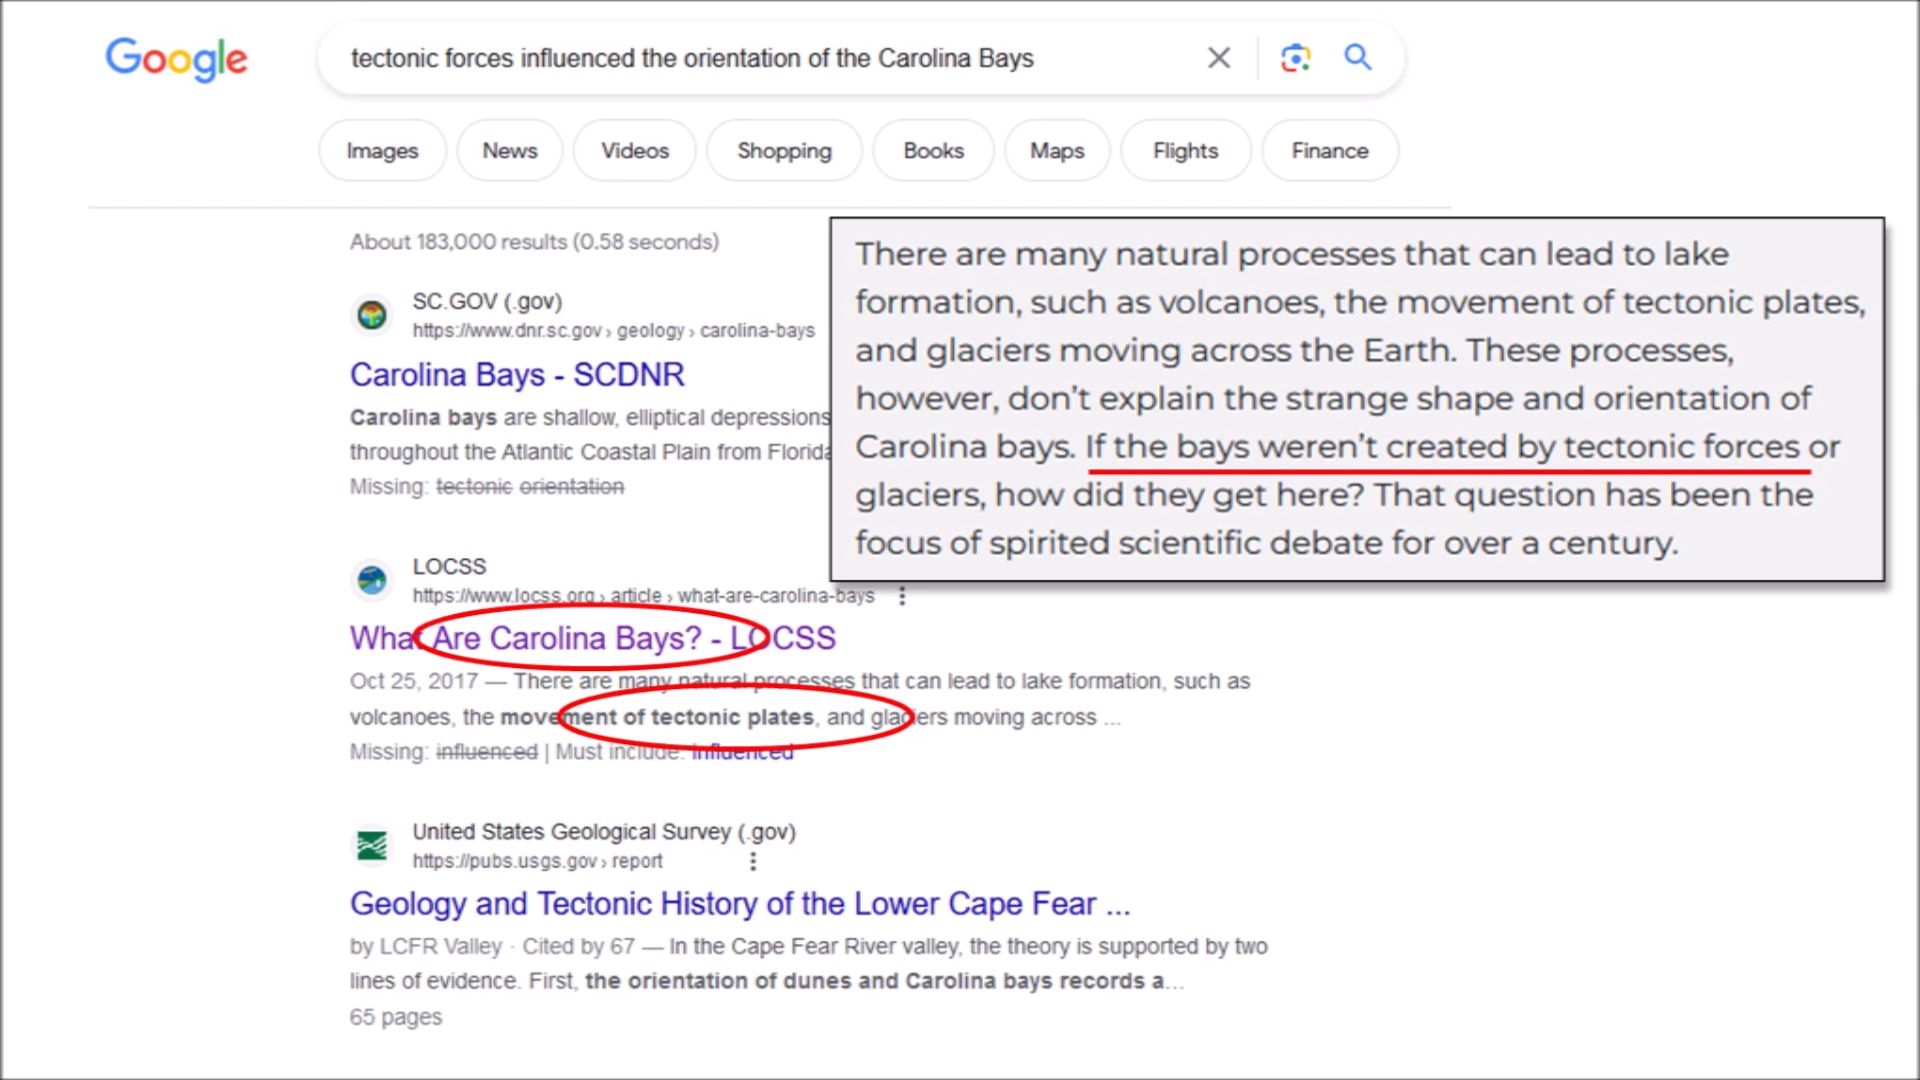 Google
tectonic forces influenced the orientation of the Carolina Bays
Images News Videos Shopping Books Maps Flights Finance
About 183,000 results (0.58 seconds)
SC.GOV (.gov)
https://www.dnr.sc.gov › geology › carolina-bays
Carolina Bays - SCDNR
Carolina bays are shallow, elliptical depressions
throughout the Atlantic Coastal Plain from Florida
Missing: tectonic orientation
There are many natural processes that can lead to lake
formation, such as volcanoes, the movement of tectonic plates,
and glaciers moving across the Earth. These processes,
however, don't explain the strange shape and orientation of
Carolina bays. If the bays weren't created by tectonic forces or
glaciers, how did they get here? That question has been the
focus of spirited scientific debate for over a century.
LOCSS
https://www.locss.org › article › what-are-carolina-bays
What Are Carolina Bays? - LOCSS
Oct 25, 2017 — There are many natural processes that can lead to lake formation, such as
volcanoes, the movement of tectonic plates, and glaciers moving across ...
Missing: influenced | Must include: influenced
United States Geological Survey (.gov)
https://pubs.usgs.gov › report
Geology and Tectonic History of the Lower Cape Fear ...
by LCFR Valley · Cited by 67 — In the Cape Fear River valley, the theory is supported by two
lines of evidence. First, the orientation of dunes and Carolina bays records a...
65 pages